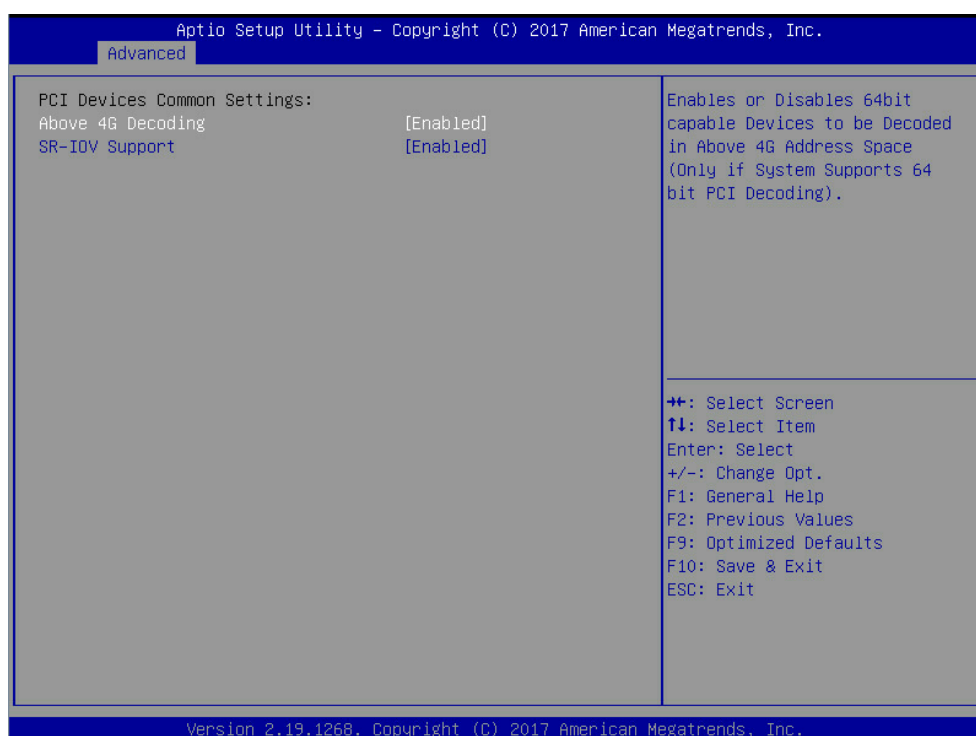 Aptio Setup Utility – Copyright (C) 2017 American Megatrends, Inc.
Advanced
PCI Devices Common Settings:
Above 4G Decoding [Enabled]
SR-IOV Support [Enabled]
Enables or Disables 64bit
capable Devices to be Decoded
in Above 4G Address Space
(Only if System Supports 64
bit PCI Decoding).
→←: Select Screen
↑↓: Select Item
Enter: Select
+/-: Change Opt.
F1: General Help
F2: Previous Values
F9: Optimized Defaults
F10: Save & Exit
ESC: Exit
Version 2.19.1268. Copyright (C) 2017 American Megatrends, Inc.